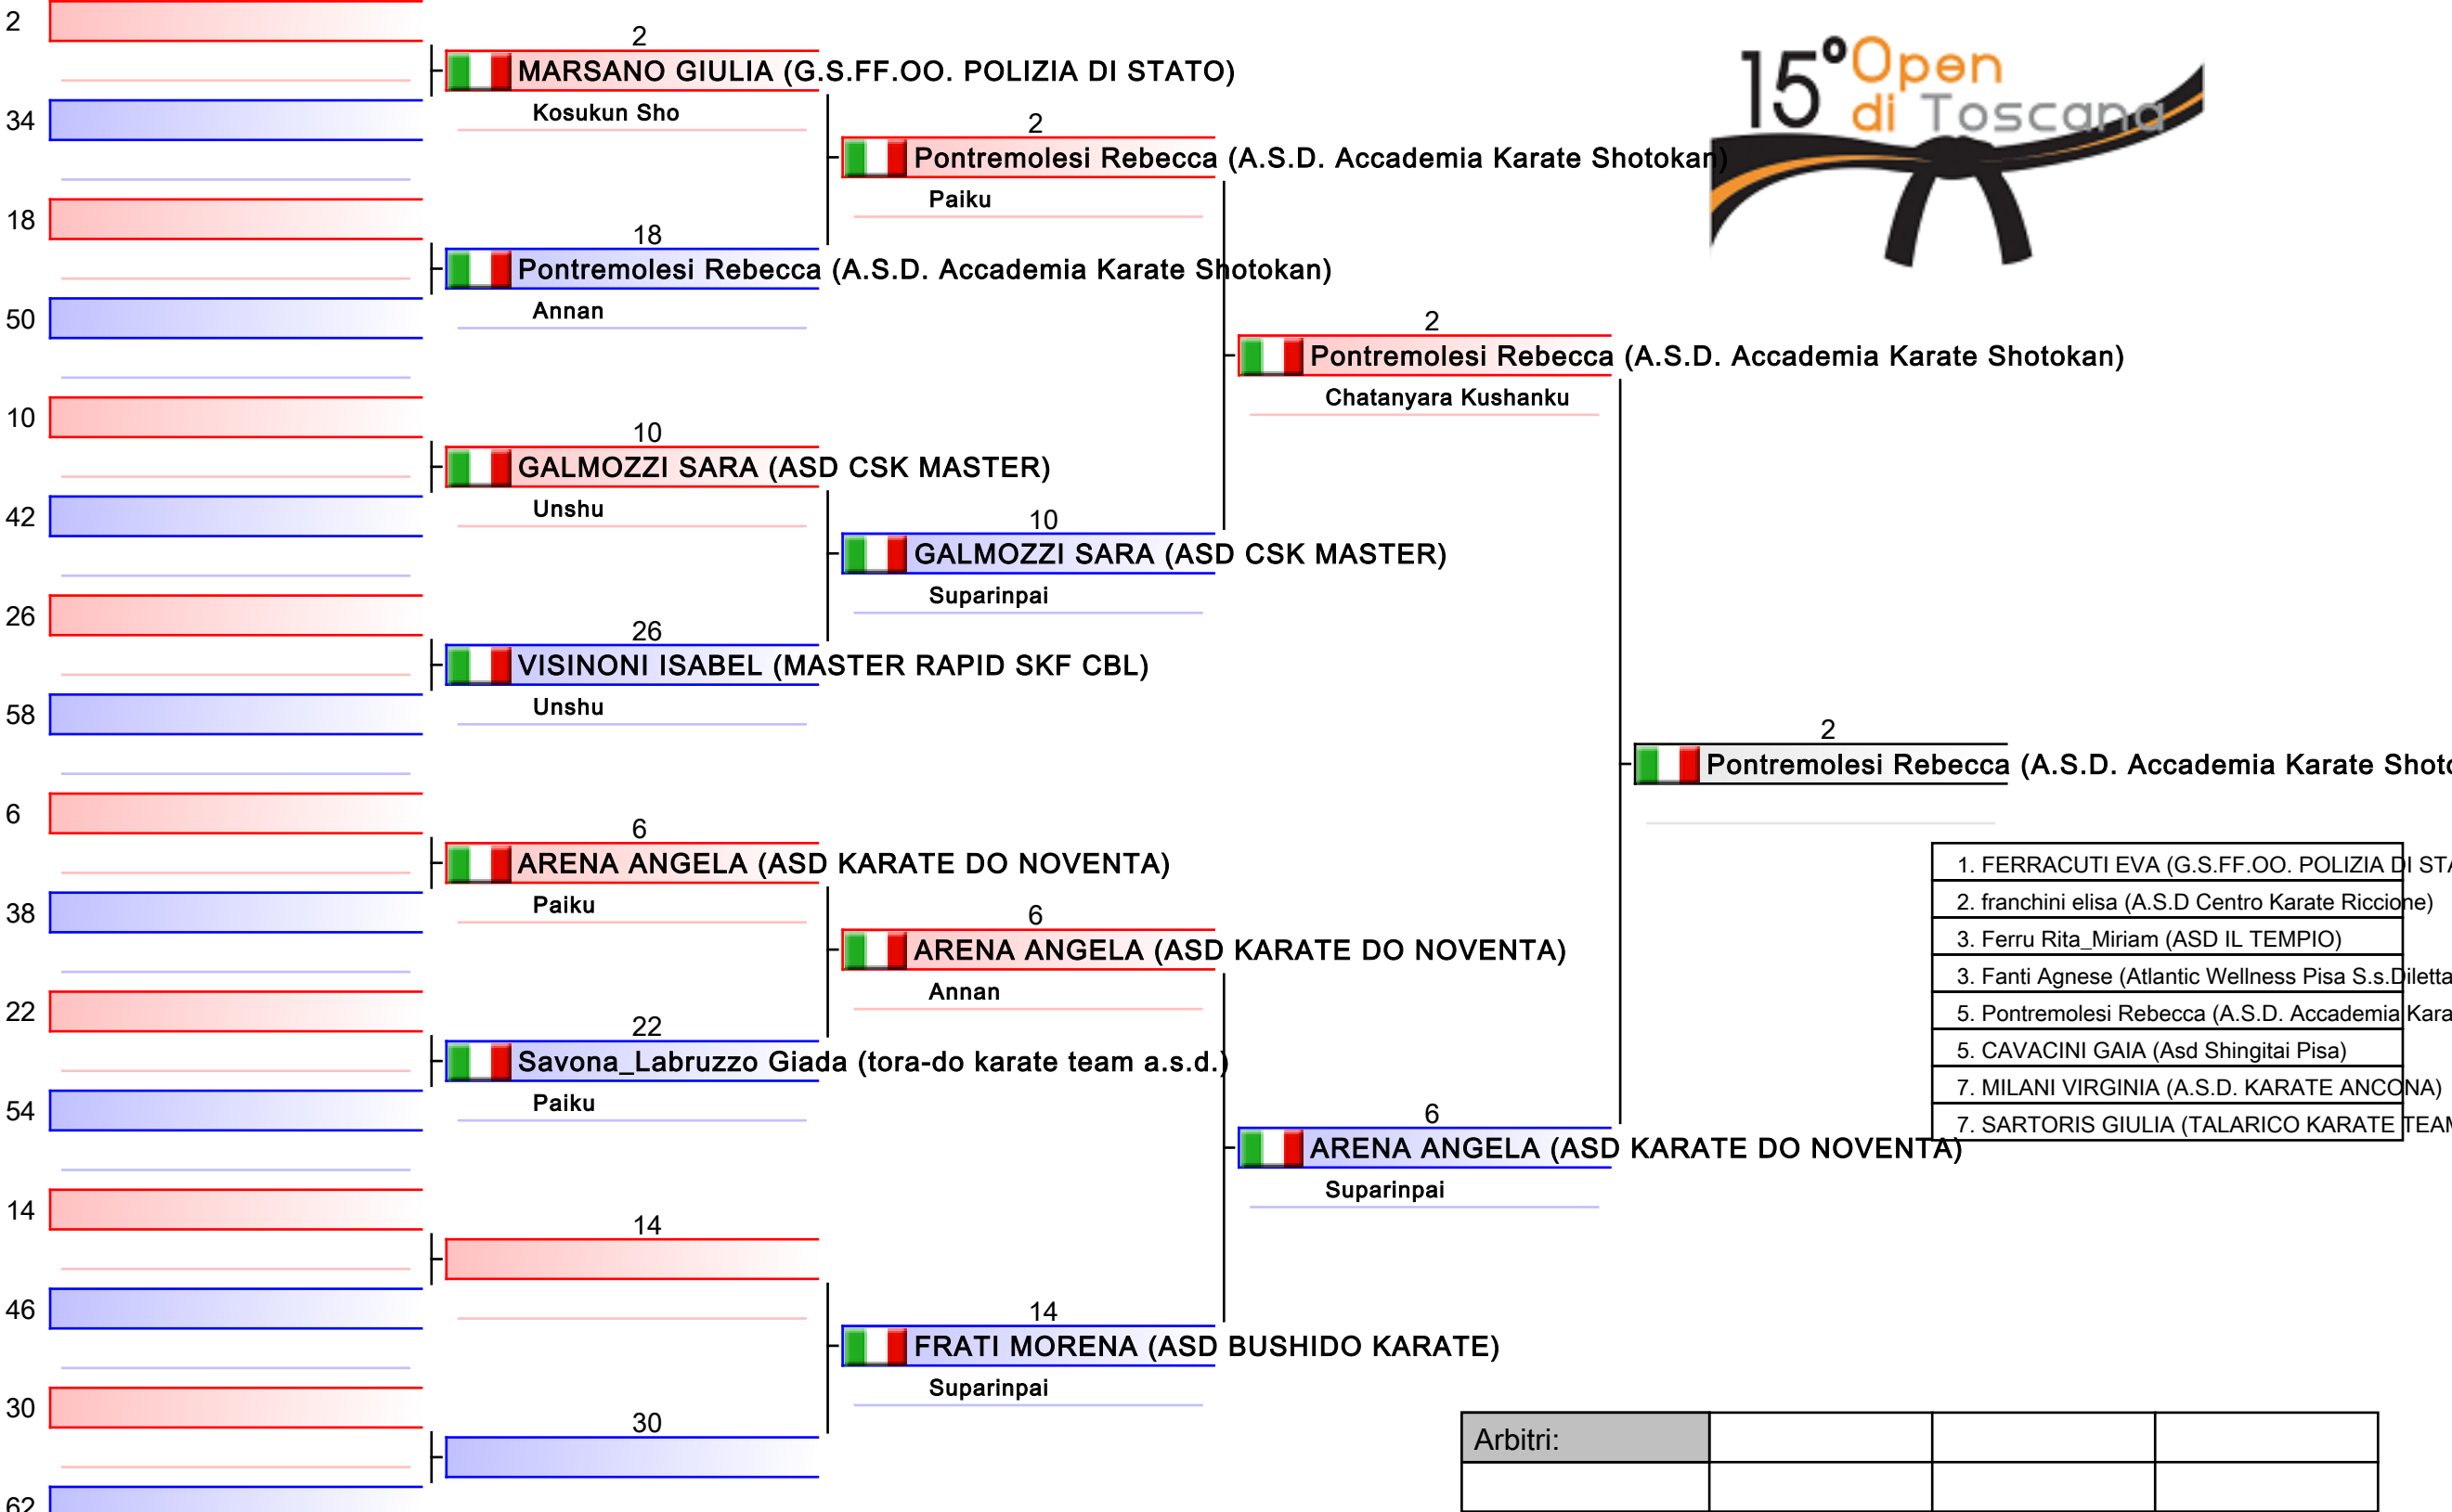 2
34
18
50
10
42
26
58
6
38
22
54
14
46
30
62
2
MARSANO GIULIA (G.S.FF.OO. POLIZIA DI STATO)
Kosukun Sho
18
Pontremolesi Rebecca (A.S.D. Accademia Karate Shotokan)
Annan
10
GALMOZZI SARA (ASD CSK MASTER)
Unshu
26
VISINONI ISABEL (MASTER RAPID SKF CBL)
Unshu
6
ARENA ANGELA (ASD KARATE DO NOVENTA)
Paiku
22
Savona_Labruzzo Giada (tora-do karate team a.s.d.)
Paiku
14
30
2
Pontremolesi Rebecca (A.S.D. Accademia Karate Shotokan)
Paiku
10
GALMOZZI SARA (ASD CSK MASTER)
Suparinpai
6
ARENA ANGELA (ASD KARATE DO NOVENTA)
Annan
14
FRATI MORENA (ASD BUSHIDO KARATE)
Suparinpai
2
Pontremolesi Rebecca (A.S.D. Accademia Karate Shotokan)
Chatanyara Kushanku
6
ARENA ANGELA (ASD KARATE DO NOVENTA)
Suparinpai
15° Open
di Toscana
2
Pontremolesi Rebecca (A.S.D. Accademia Karate Shoto
1. FERRACUTI EVA (G.S.FF.OO. POLIZIA DI STA
2. franchini elisa (A.S.D Centro Karate Riccione)
3. Ferru Rita_Miriam (ASD IL TEMPIO)
3. Fanti Agnese (Atlantic Wellness Pisa S.s.Diletta
5. Pontremolesi Rebecca (A.S.D. Accademia Kara
5. CAVACINI GAIA (Asd Shingitai Pisa)
7. MILANI VIRGINIA (A.S.D. KARATE ANCONA)
7. SARTORIS GIULIA (TALARICO KARATE TEAM
Arbitri: